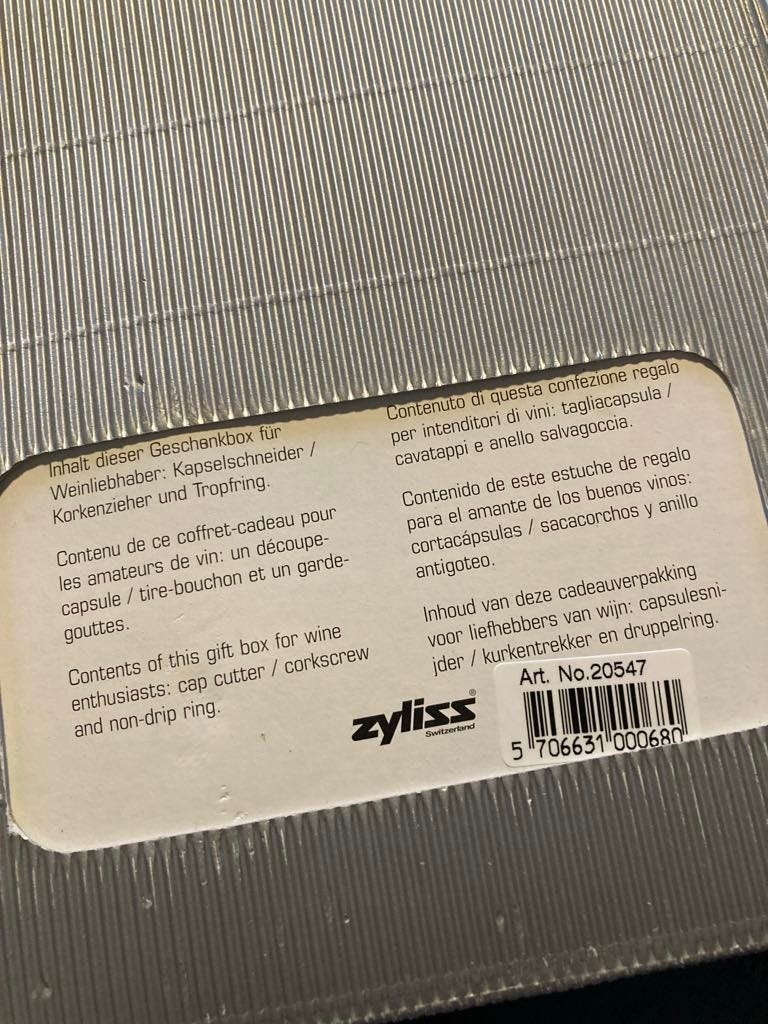 Inhalt dieser Geschenkbox für
Weinliebhaber: Kapselschneider /
Korkenzieher und Tropfring.
Contenu de ce coffret-cadeau pour
les amateurs de vin: un découpe-
capsule / tire-bouchon et un garde-
gouttes.
Contents of this gift box for wine
enthusiasts: cap cutter / corkscrew
and non-drip ring.
Contenuto di questa confezione regalo
per intenditori di vini: tagliacapsula /
cavatappi e anello salvagoccia.
Contenido de este estuche de regalo
para el amante de los buenos vinos:
cortacápsulas / sacacorchos y anillo
antigoteo.
Inhoud van deze cadeauverpakking
voor liefhebbers van wijn: capsulesni-
jder / kurkentrekker en druppelring.
zyliss®
Switzerland
Art. No.20547
5 706631 000680